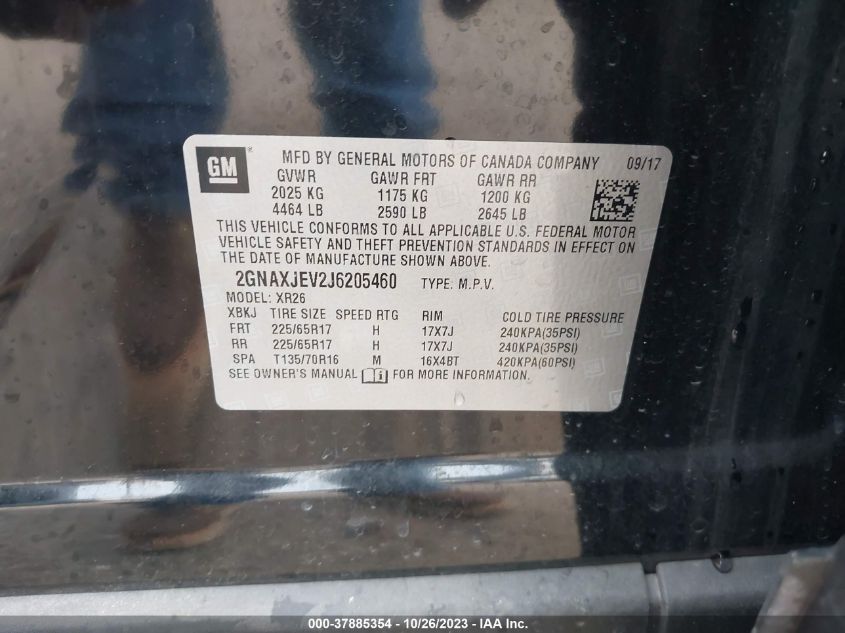 GM
MFD BY GENERAL MOTORS OF CANADA COMPANY 09/17
GVWR GAWR FRT GAWR RR
2025 KG 1175 KG 1200 KG
4464 LB 2590 LB 2645 LB
THIS VEHICLE CONFORMS TO ALL APPLICABLE U.S. FEDERAL MOTOR
VEHICLE SAFETY AND THEFT PREVENTION STANDARDS IN EFFECT ON
THE DATE OF MANUFACTURE SHOWN ABOVE.
2GNAXJEV2J6205460 TYPE: M.P.V.
MODEL: XR26
XBKJ TIRE SIZE SPEED RTG RIM COLD TIRE PRESSURE
FRT 225/65R17 H 17X7J 240KPA(35PSI)
RR 225/65R17 H 17X7J 240KPA(35PSI)
SPA T135/70R16 M 16X4BT 420KPA(60PSI)
SEE OWNER'S MANUAL FOR MORE INFORMATION.
000-37885354 - 10/26/2023 - IAAI.com